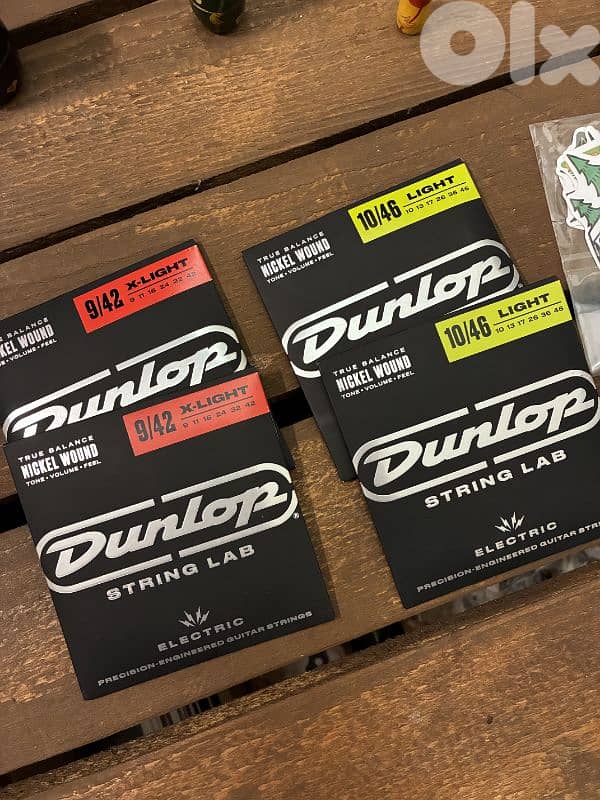 Olx
TRUE BALANCE
NICKEL WOUND
TONE • VOLUME • FEEL
9/42
X-LIGHT
9 11 16 24 32 42
Dunlop
TRUE BALANCE
NICKEL WOUND
TONE • VOLUME • FEEL
10/46
LIGHT
10 13 17 26 36 46
Dunlop
TRUE BALANCE
NICKEL WOUND
TONE • VOLUME • FEEL
9/42
X-LIGHT
9 11 16 24 32 42
Dunlop®
STRING LAB
ELECTRIC
PRECISION-ENGINEERED GUITAR STRINGS
TRUE BALANCE
NICKEL WOUND
TONE • VOLUME • FEEL
10/46
LIGHT
10 13 17 26 36 46
Dunlop
STRING LAB
ELECTRIC
PRECISION-ENGINEERED GUITAR STRINGS